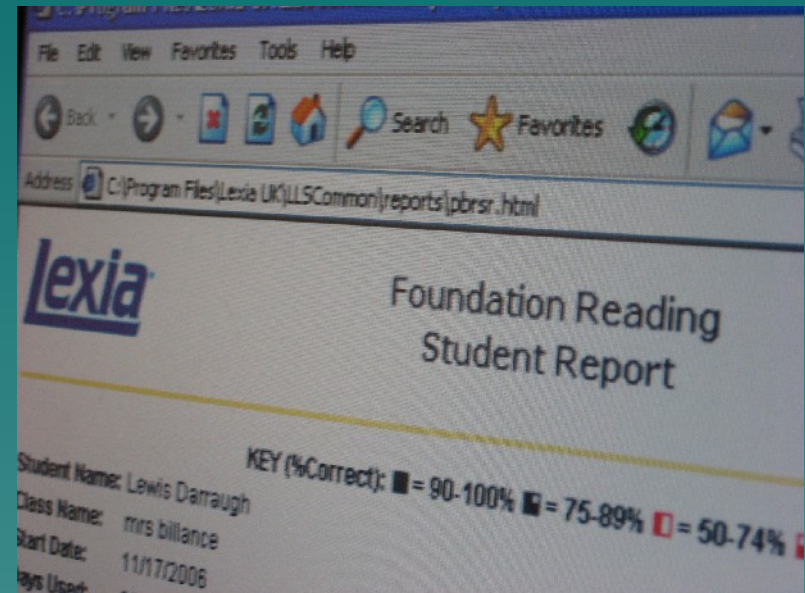 File Edit View Favorites Tools Help
Back Search Favorites
Address C:\Program Files\Lexia UK\LLSCommon\reports\pbrsr.html
lexia
Foundation Reading
Student Report
KEY (%Correct): = 90-100% = 75-89% = 50-74%
Student Name: Lewis Darraugh
Class Name: mrs billance
Start Date: 11/17/2006
Days Used: